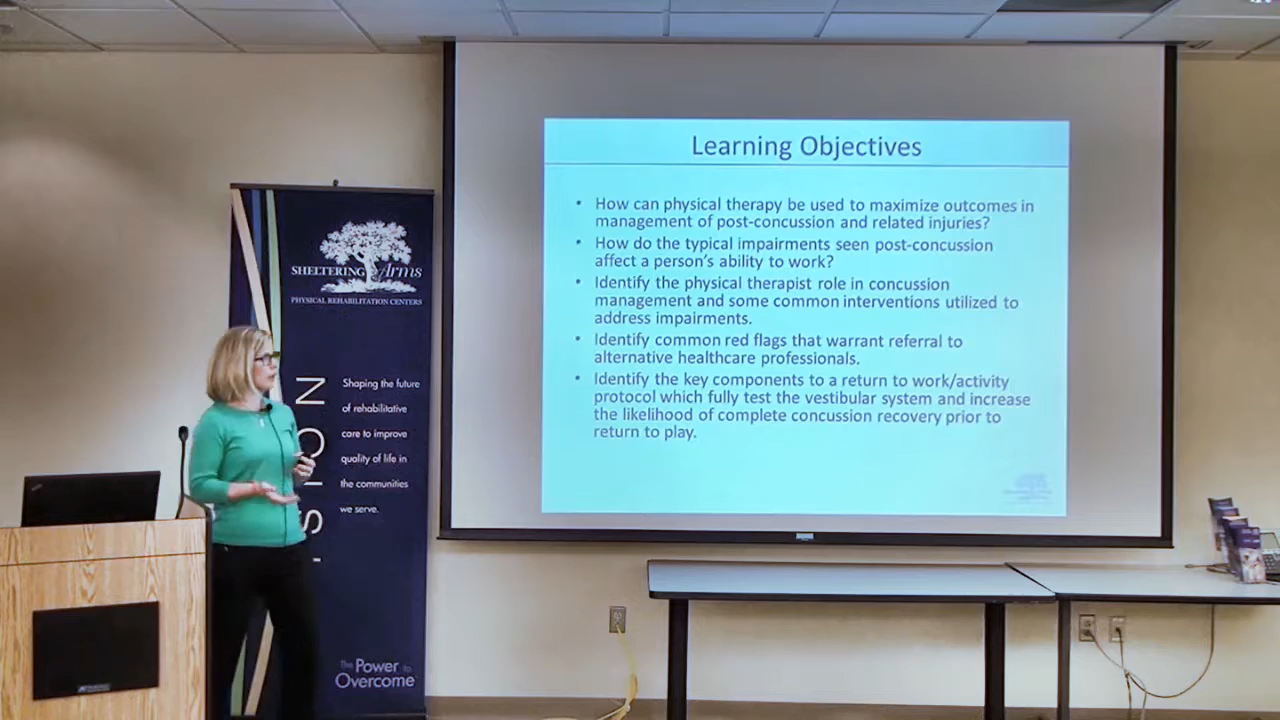 Learning Objectives
• How can physical therapy be used to maximize outcomes in
management of post-concussion and related injuries?
• How do the typical impairments seen post-concussion
affect a person's ability to work?
• Identify the physical therapist role in concussion
management and some common interventions utilized to
address impairments.
• Identify common red flags that warrant referral to
alternative healthcare professionals.
• Identify the key components to a return to work/activity
protocol which fully test the vestibular system and increase
the likelihood of complete concussion recovery prior to
return to play.
SHELTERING Arms
PHYSICAL REHABILITATION CENTERS
Shaping the future
of rehabilitative
care to improve
quality of life in
the communities
we serve.
The Power to
Overcome